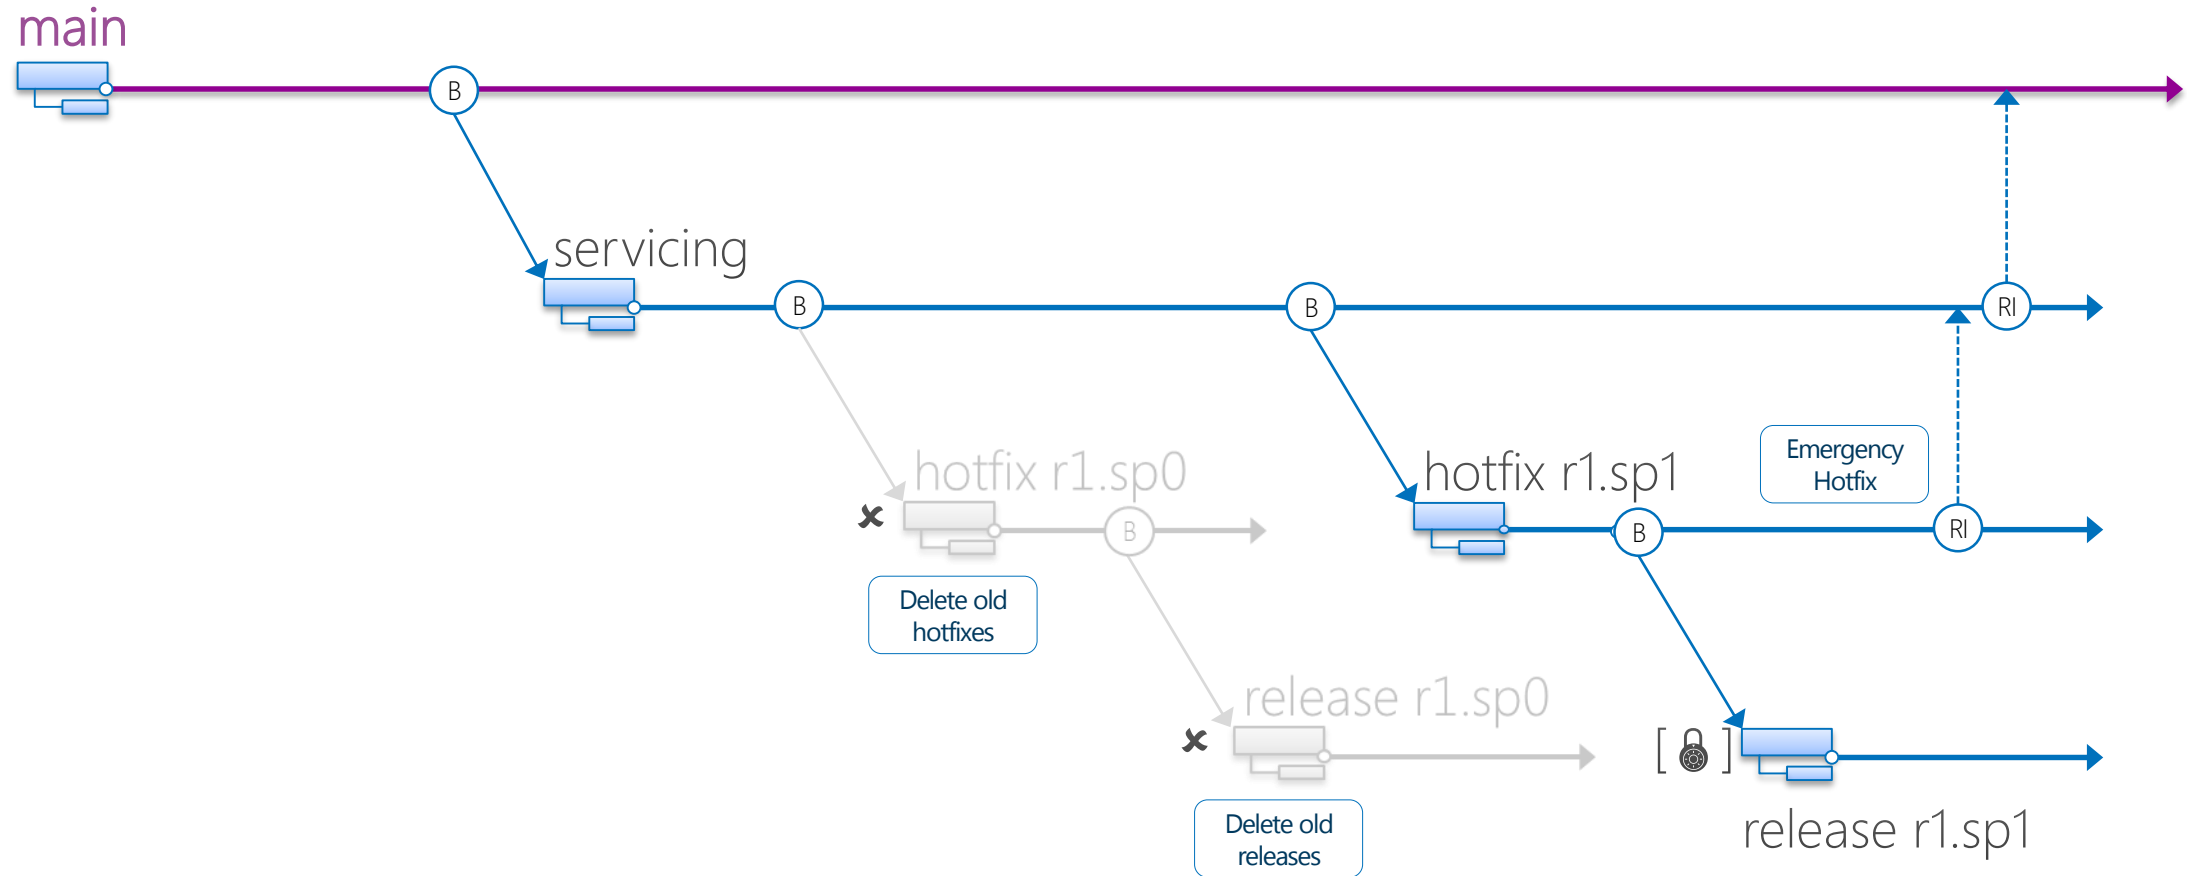 main
B
servicing
B
B
RI
hotfix r1.sp0
hotfix r1.sp1
Emergency
Hotfix
B
B
RI
Delete old
hotfixes
release r1.sp0
[ ]
release r1.sp1
Delete old
releases